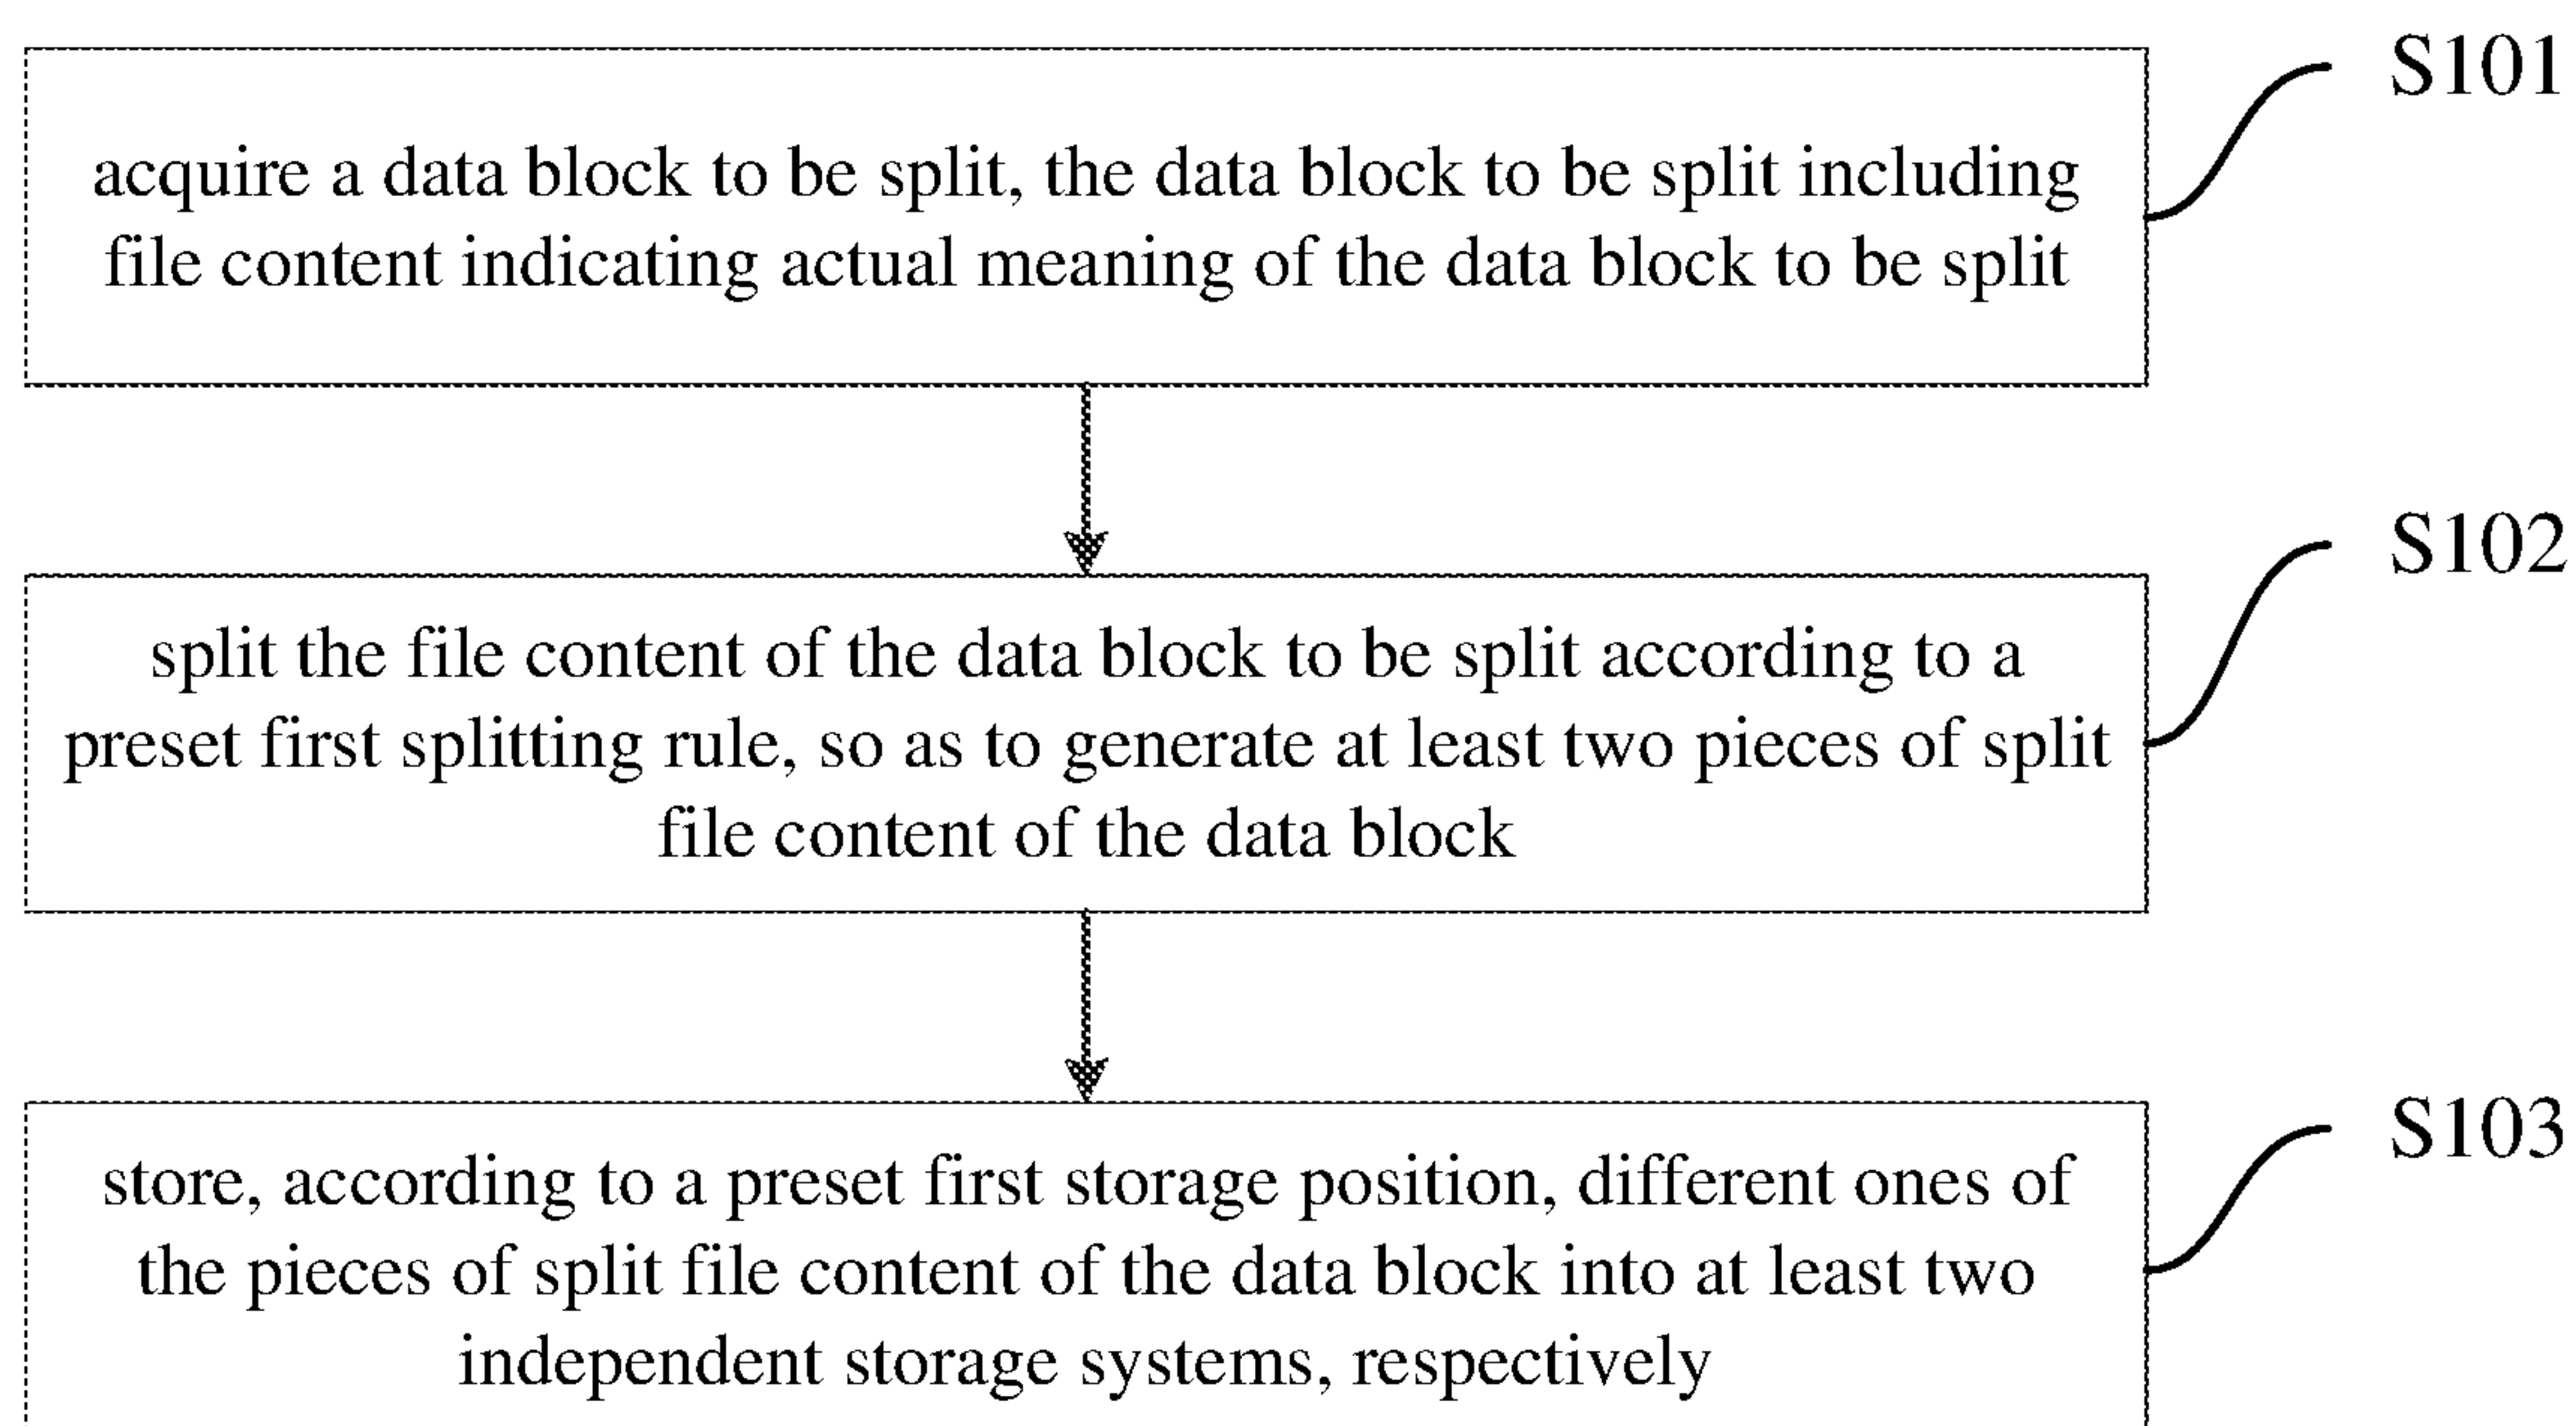 S101
acquire a data block to be split, the data block to be split including
file content indicating actual meaning of the data block to be split
S102
split the file content of the data block to be split according to a
preset first splitting rule, so as to generate at least two pieces of split
file content of the data block
S103
store, according to a preset first storage position, different ones of
the pieces of split file content of the data block into at least two
independent storage systems, respectively